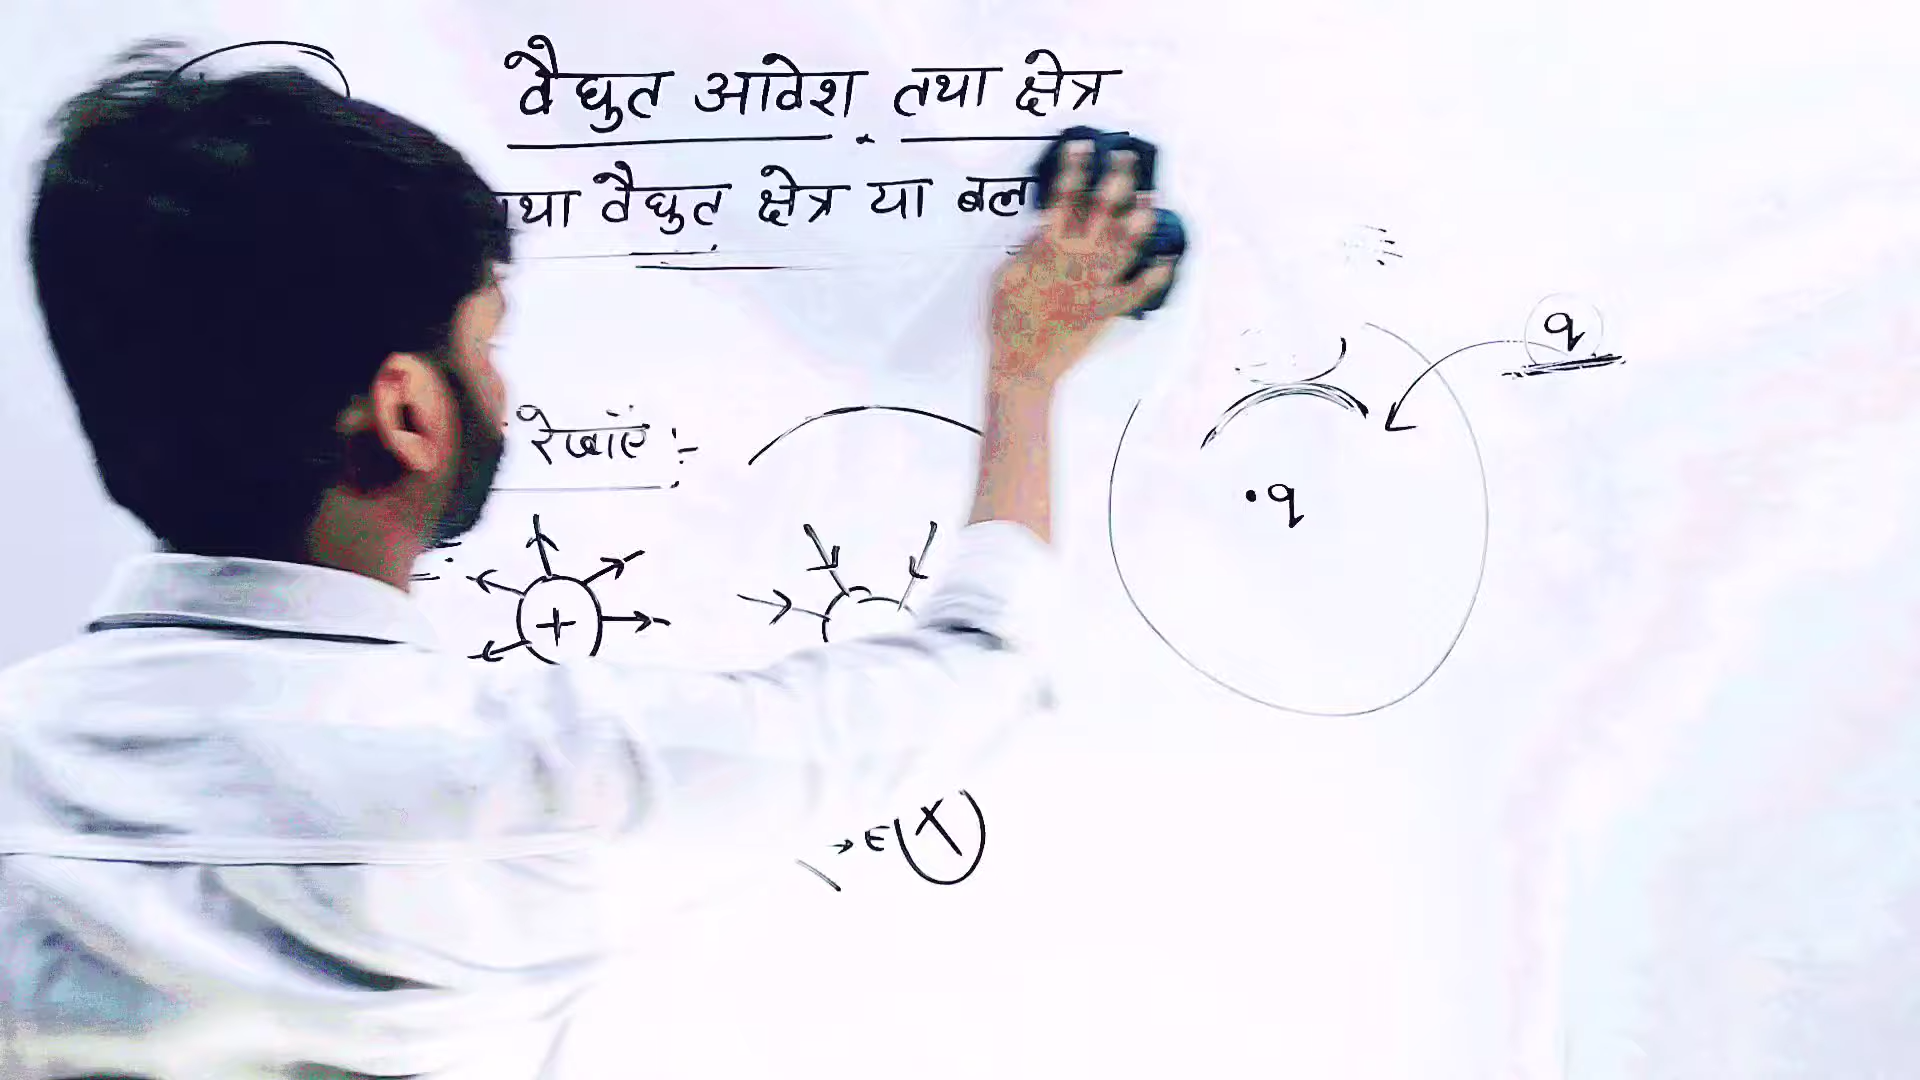 वैद्युत आवेश तथा क्षेत्र
वैद्युत क्षेत्र या बल
रेखाएँ :-
q
• q
+
→ E X